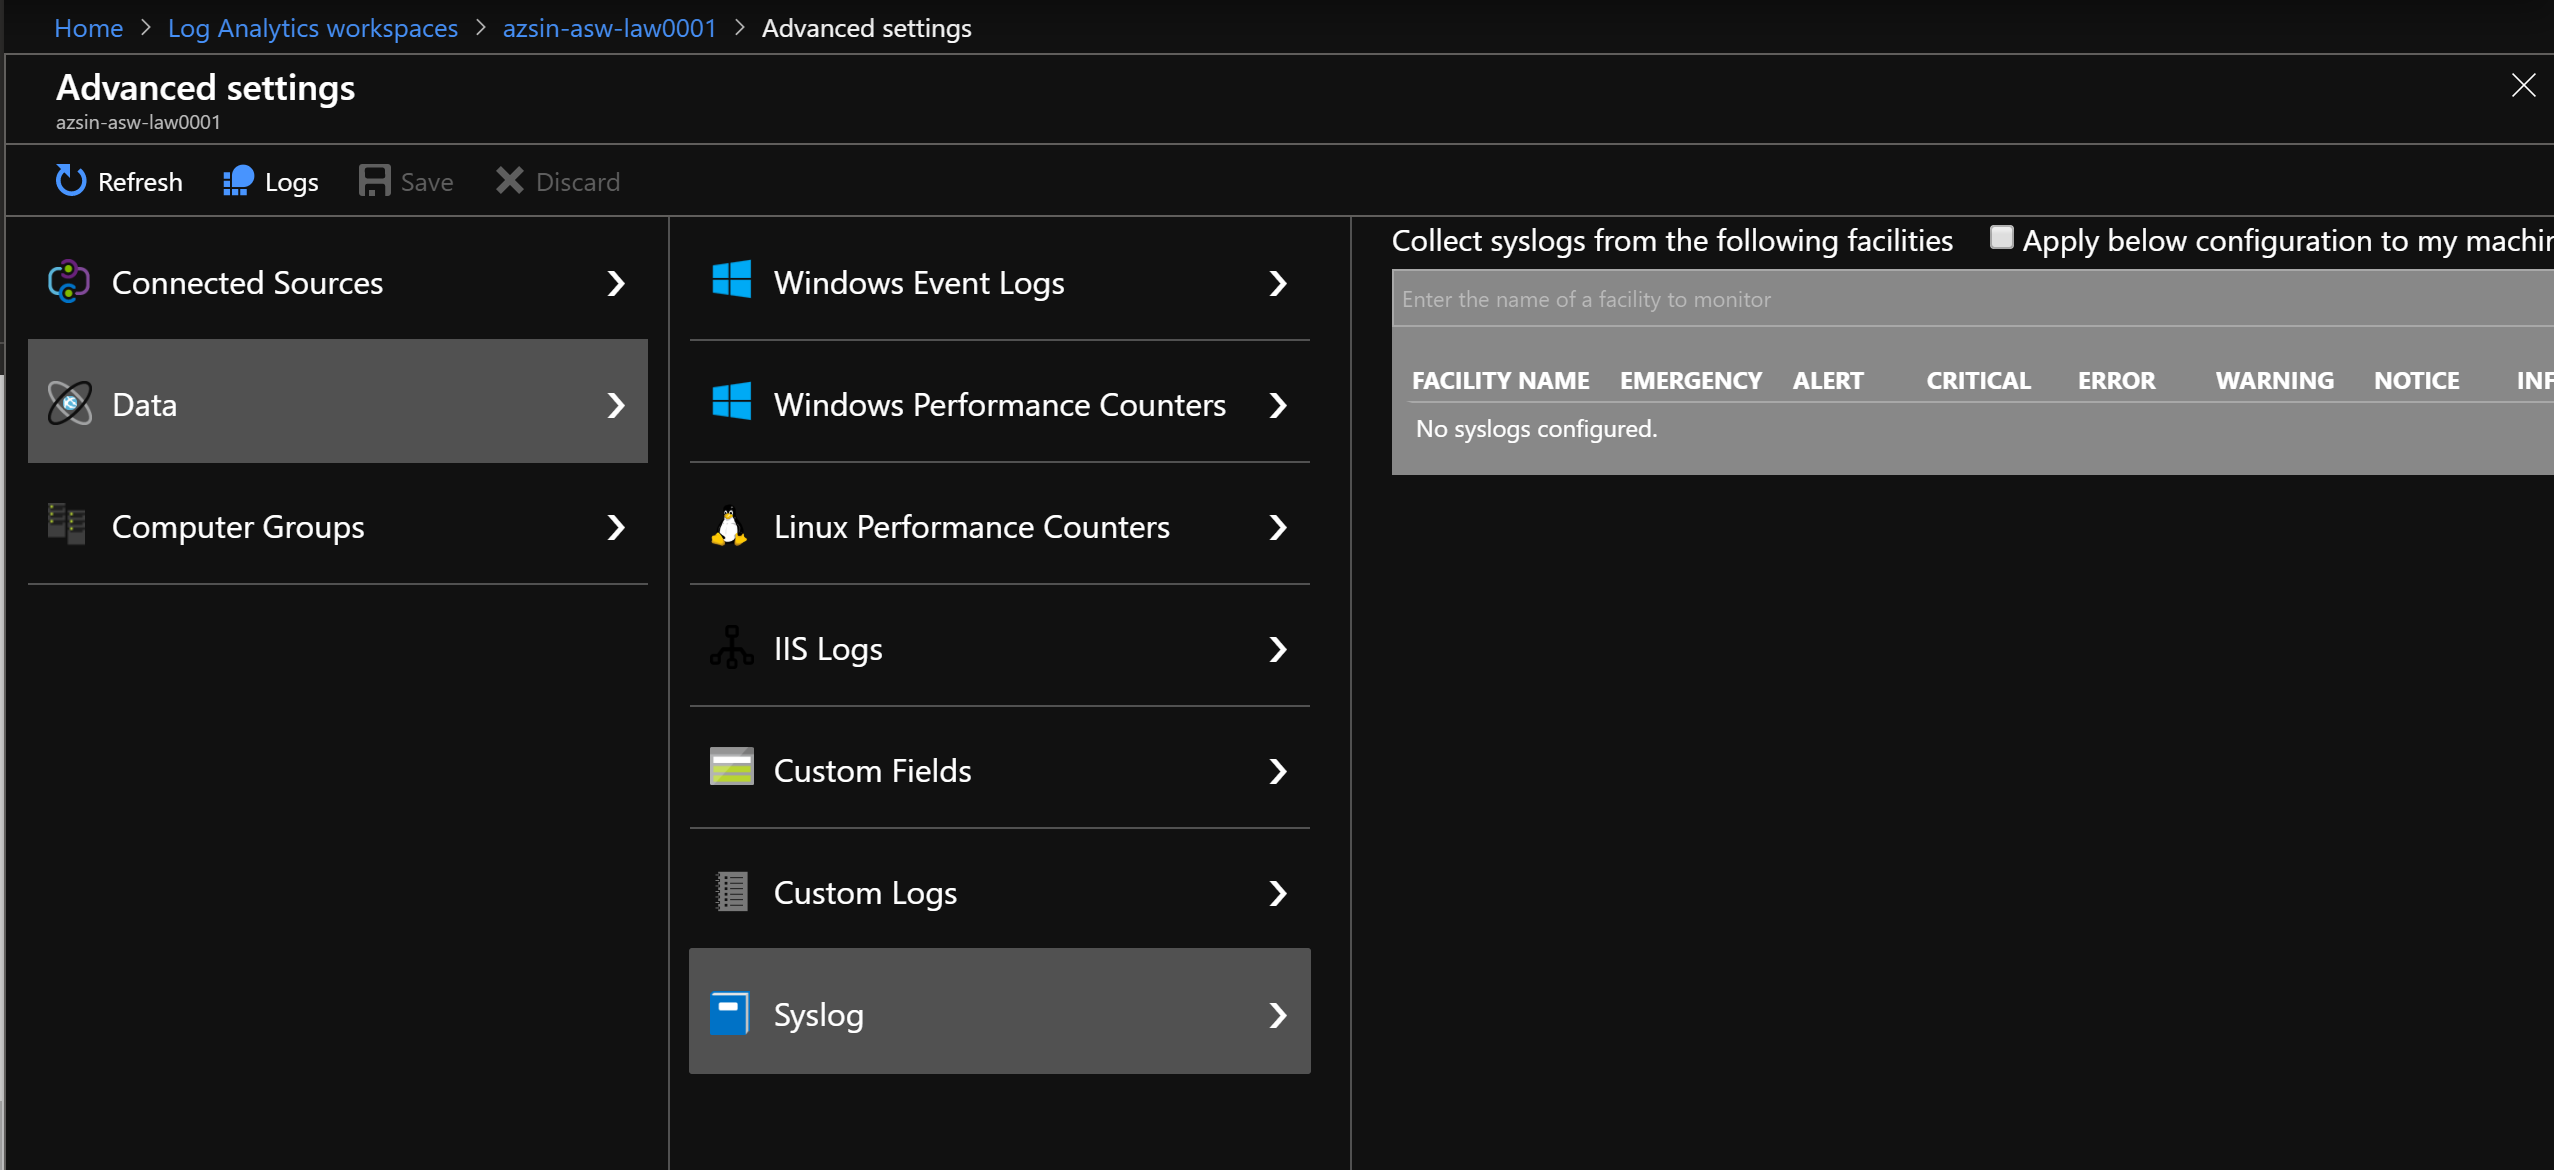 Home > Log Analytics workspaces > azsin-asw-law0001 > Advanced settings
Advanced settings
azsin-asw-law0001
Refresh Logs Save Discard
Connected Sources
Data
Computer Groups
Windows Event Logs
Windows Performance Counters
Linux Performance Counters
IIS Logs
Custom Fields
Custom Logs
Syslog
Collect syslogs from the following facilities Apply below configuration to my machin
Enter the name of a facility to monitor
FACILITY NAME EMERGENCY ALERT CRITICAL ERROR WARNING NOTICE INF
No syslogs configured.